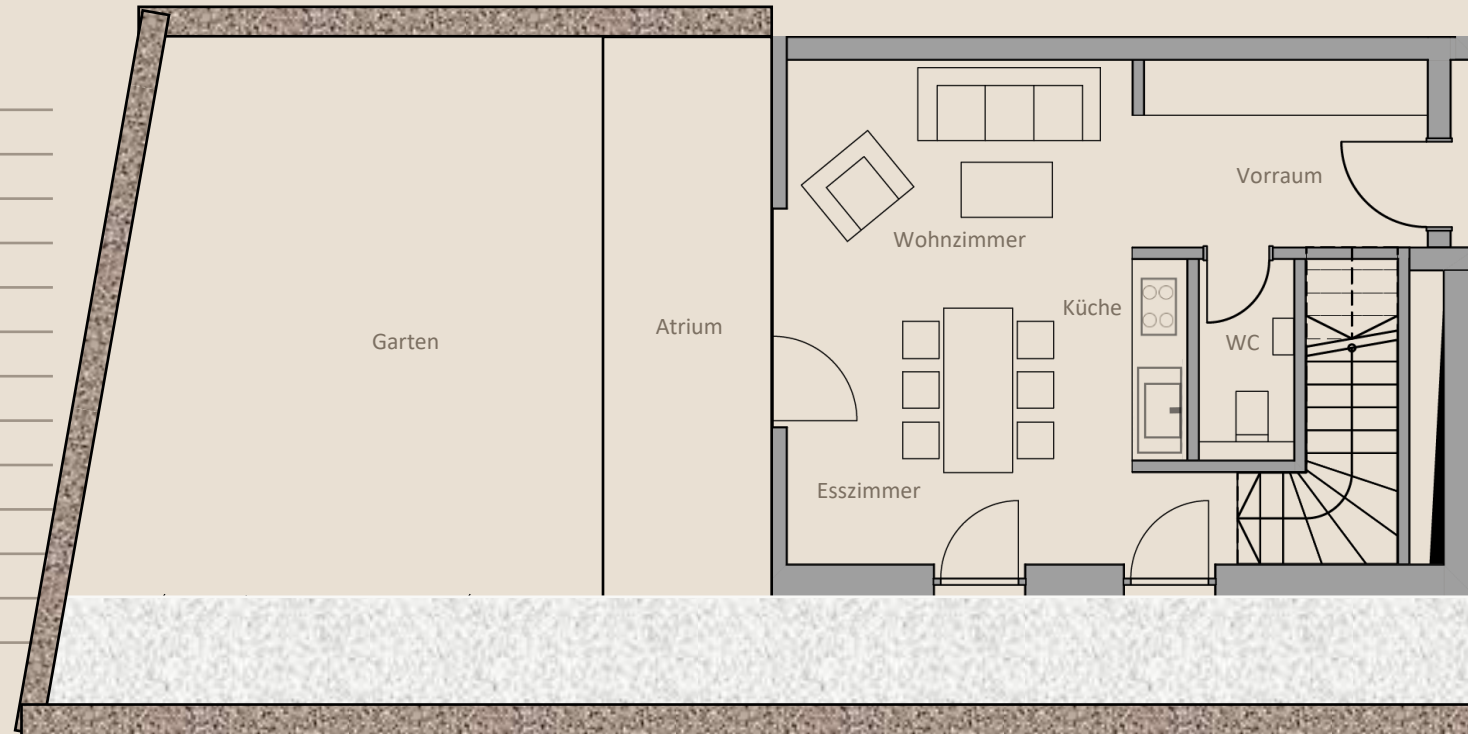 Vorraum
Wohnzimmer
Küche
Atrium
Garten
WC
Esszimmer